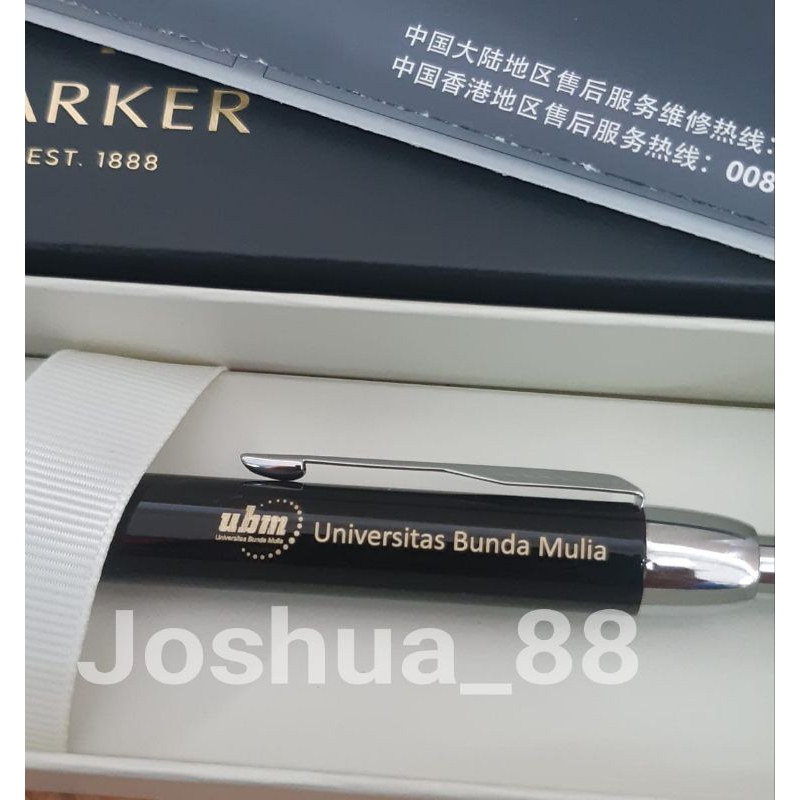 中国大陆地区售后服务维修热线：
中国香港地区售后服务热线：008
ARKER
EST. 1888
ubm
Universitas Bunda Mulia
Universitas Bunda Mulia
Joshua_88